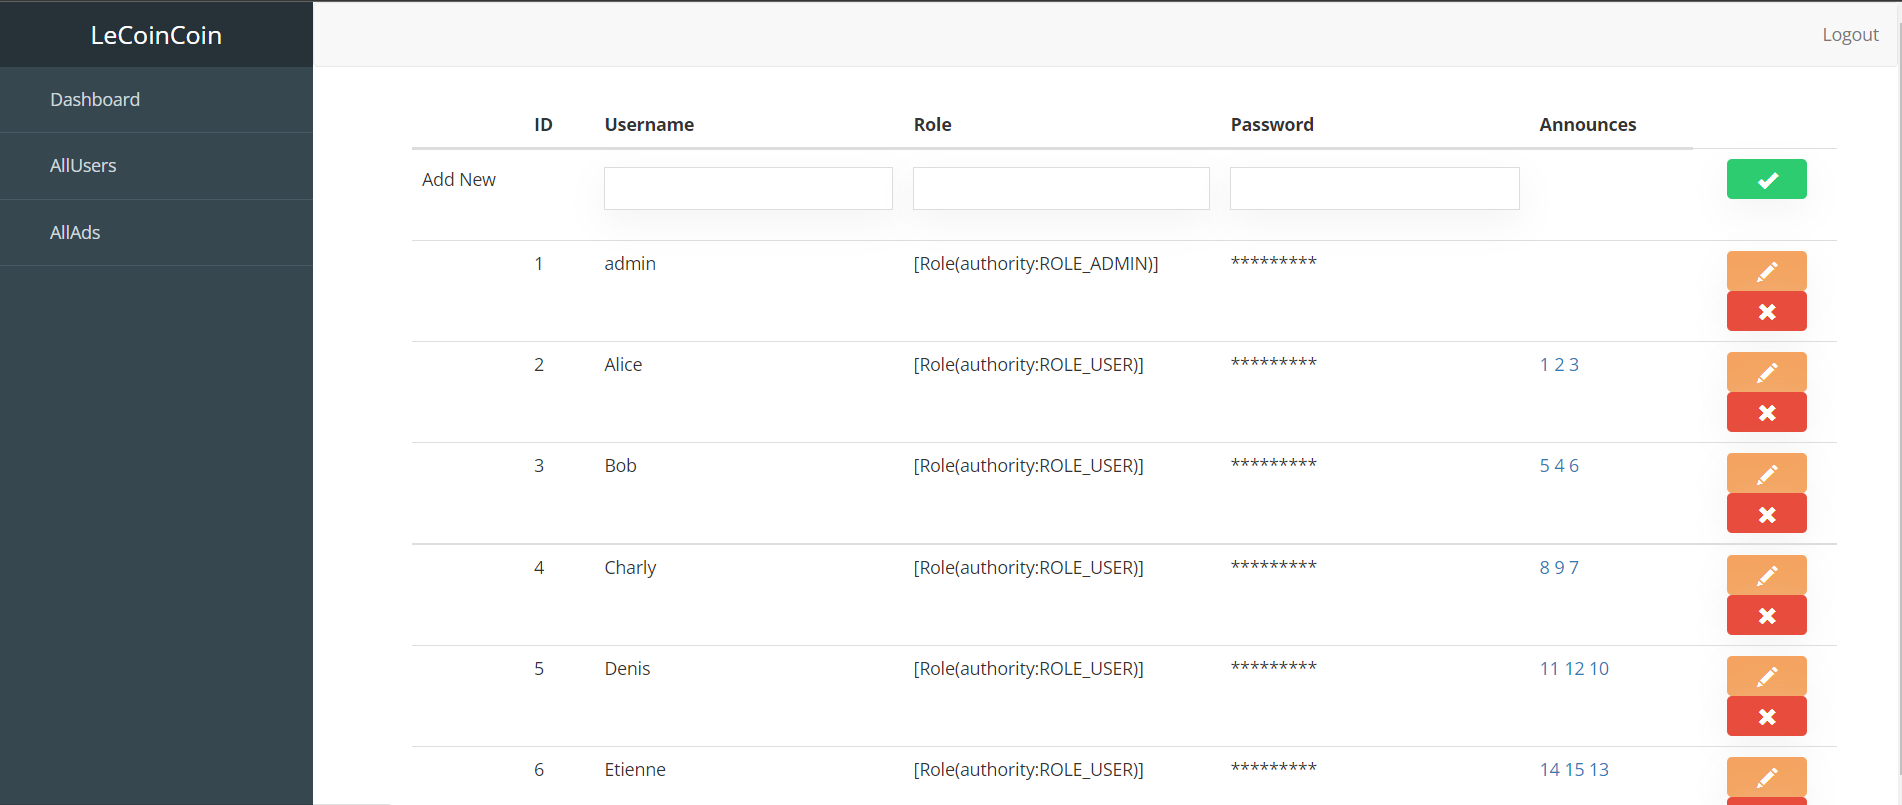 LeCoinCoin
Logout
Dashboard
AllUsers
AllAds
ID Username Role Password Announces
Add New
1 admin [Role(authority:ROLE_ADMIN)] *********
2 Alice [Role(authority:ROLE_USER)] ********* 1 2 3
3 Bob [Role(authority:ROLE_USER)] ********* 5 4 6
4 Charly [Role(authority:ROLE_USER)] ********* 8 9 7
5 Denis [Role(authority:ROLE_USER)] ********* 11 12 10
6 Etienne [Role(authority:ROLE_USER)] ********* 14 15 13